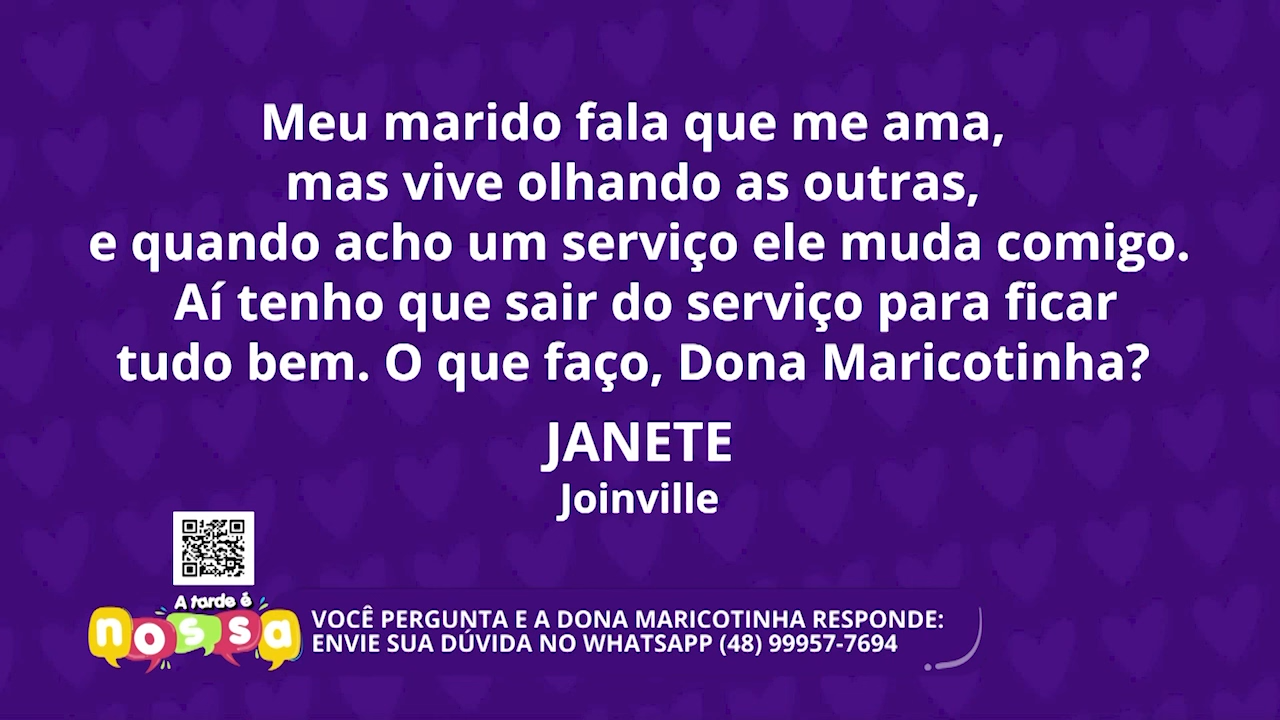 Meu marido fala que me ama,
mas vive olhando as outras,
e quando acho um serviço ele muda comigo.
Aí tenho que sair do serviço para ficar
tudo bem. O que faço, Dona Maricotinha?
JANETE
Joinville
A tarde é
nossa
VOCÊ PERGUNTA E A DONA MARICOTINHA RESPONDE:
ENVIE SUA DÚVIDA NO WHATSAPP (48) 99957-7694